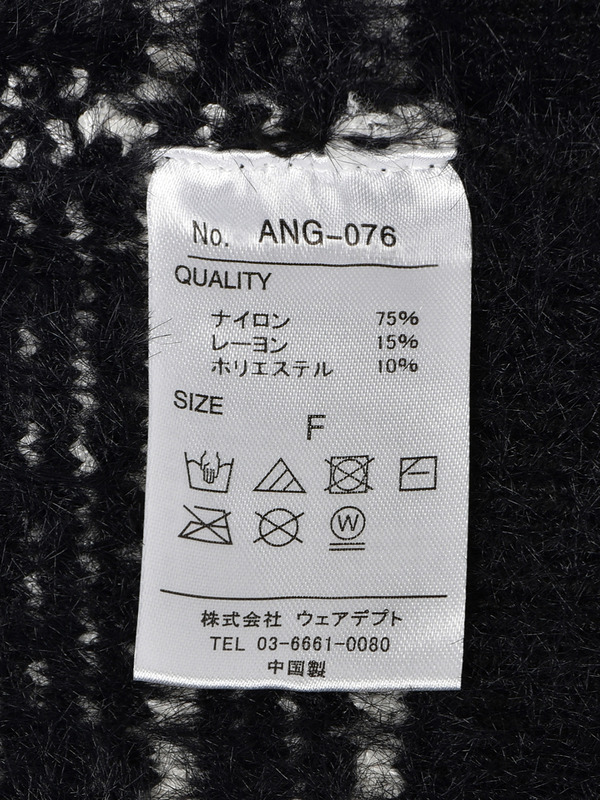 No. ANG-076
QUALITY
ナイロン 75%
レーヨン 15%
ポリエステル 10%
SIZE
F
W
株式会社 ウェアデプト
TEL 03-6661-0080
中国製